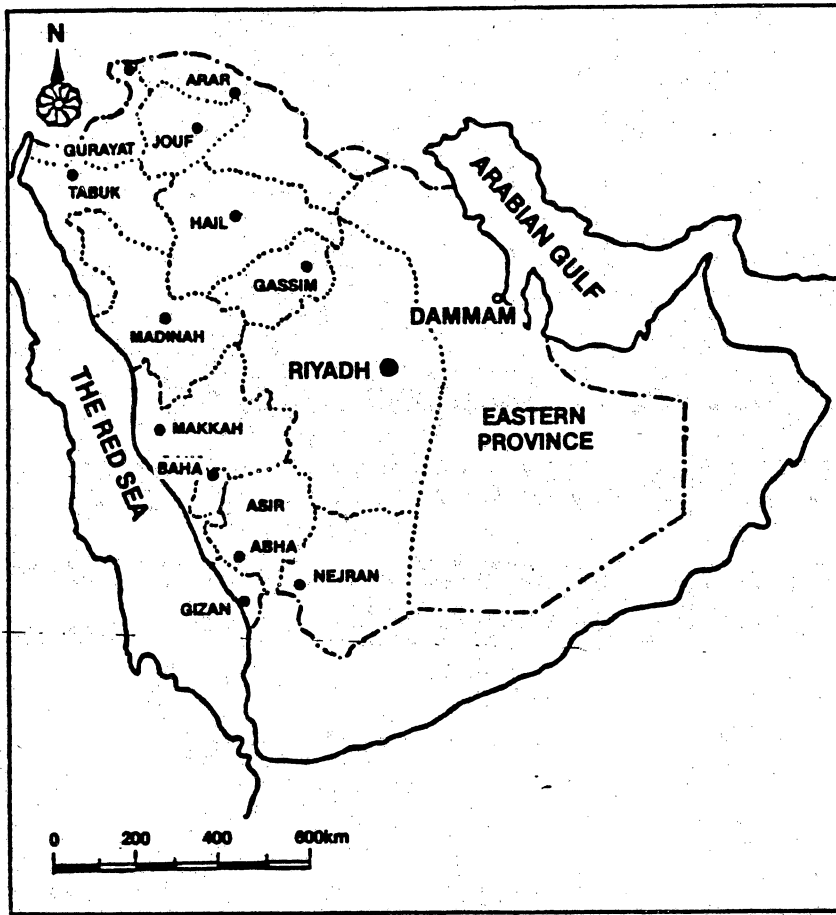 N
ARAR
JOUF
GURAYAT
TABUK
HAIL
GASSIM
ARABIAN GULF
DAMMAM
MADINAH
RIYADH
THE RED SEA
MAKKAH
EASTERN
PROVINCE
BAHA
ASIR
ABHA
NEJRAN
GIZAN
0 200 400 600km